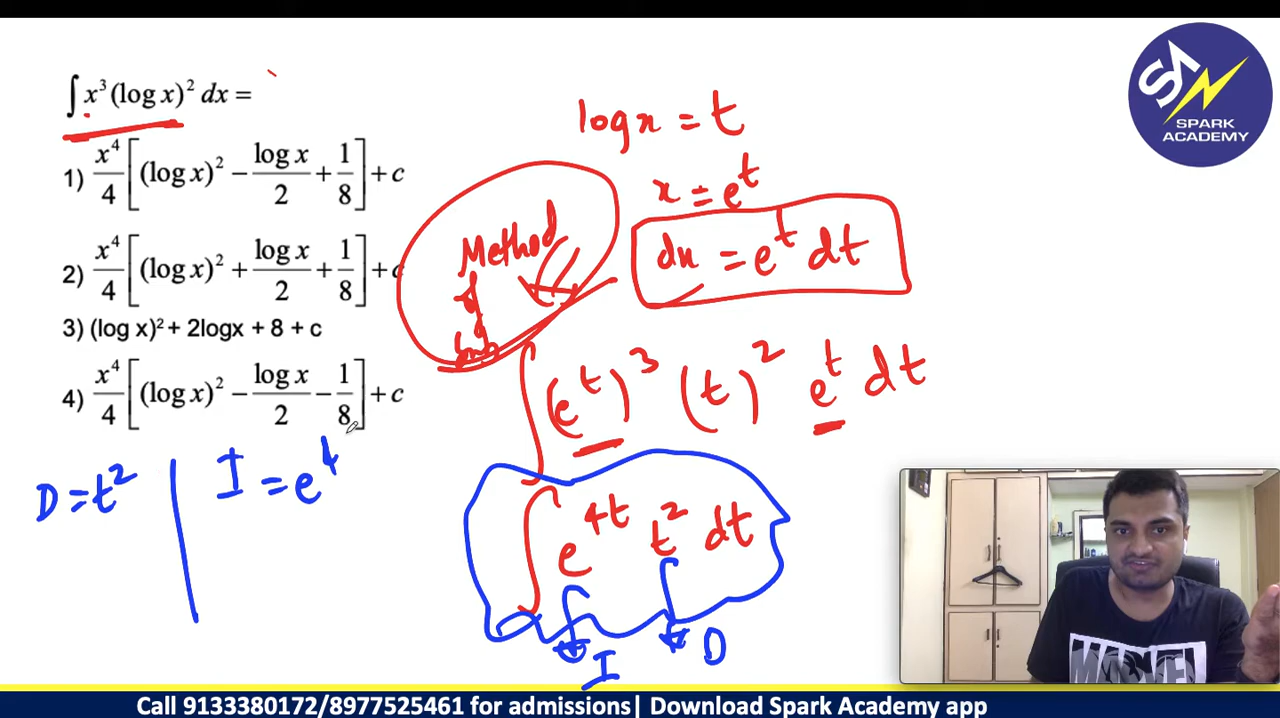 ∫ x³ (log x)² dx =
1) x⁴/4 [(log x)² − log x/2 + 1/8] + c
2) x⁴/4 [(log x)² + log x/2 + 1/8] + c
3) (log x)² + 2logx + 8 + c
4) x⁴/4 [(log x)² − log x/2 − 1/8] + c
D = t²
I = e⁴
log x = t
x = eᵗ
dx = eᵗ dt
Method
of
∫ (eᵗ)³ (t)² eᵗ dt
∫ e⁴ᵗ t² dt
I
D
SAN
SPARK
ACADEMY
MARVEL
Call 9133380172/8977525461 for admissions| Download Spark Academy app